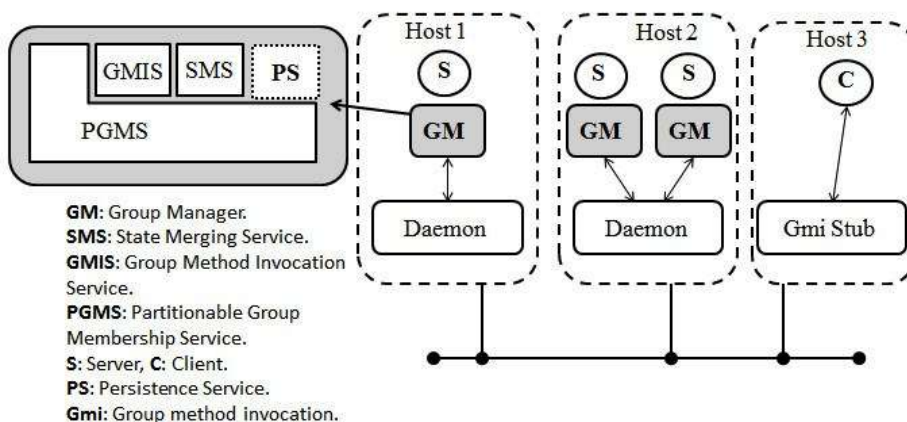 Host 1
Host 2
Host 3
GMIS
SMS
PS
PGMS
S
GM
S
S
GM
GM
C
Daemon
Daemon
Gmi Stub
GM: Group Manager.
SMS: State Merging Service.
GMIS: Group Method Invocation
Service.
PGMS: Partitionable Group
Membership Service.
S: Server, C: Client.
PS: Persistence Service.
Gmi: Group method invocation.